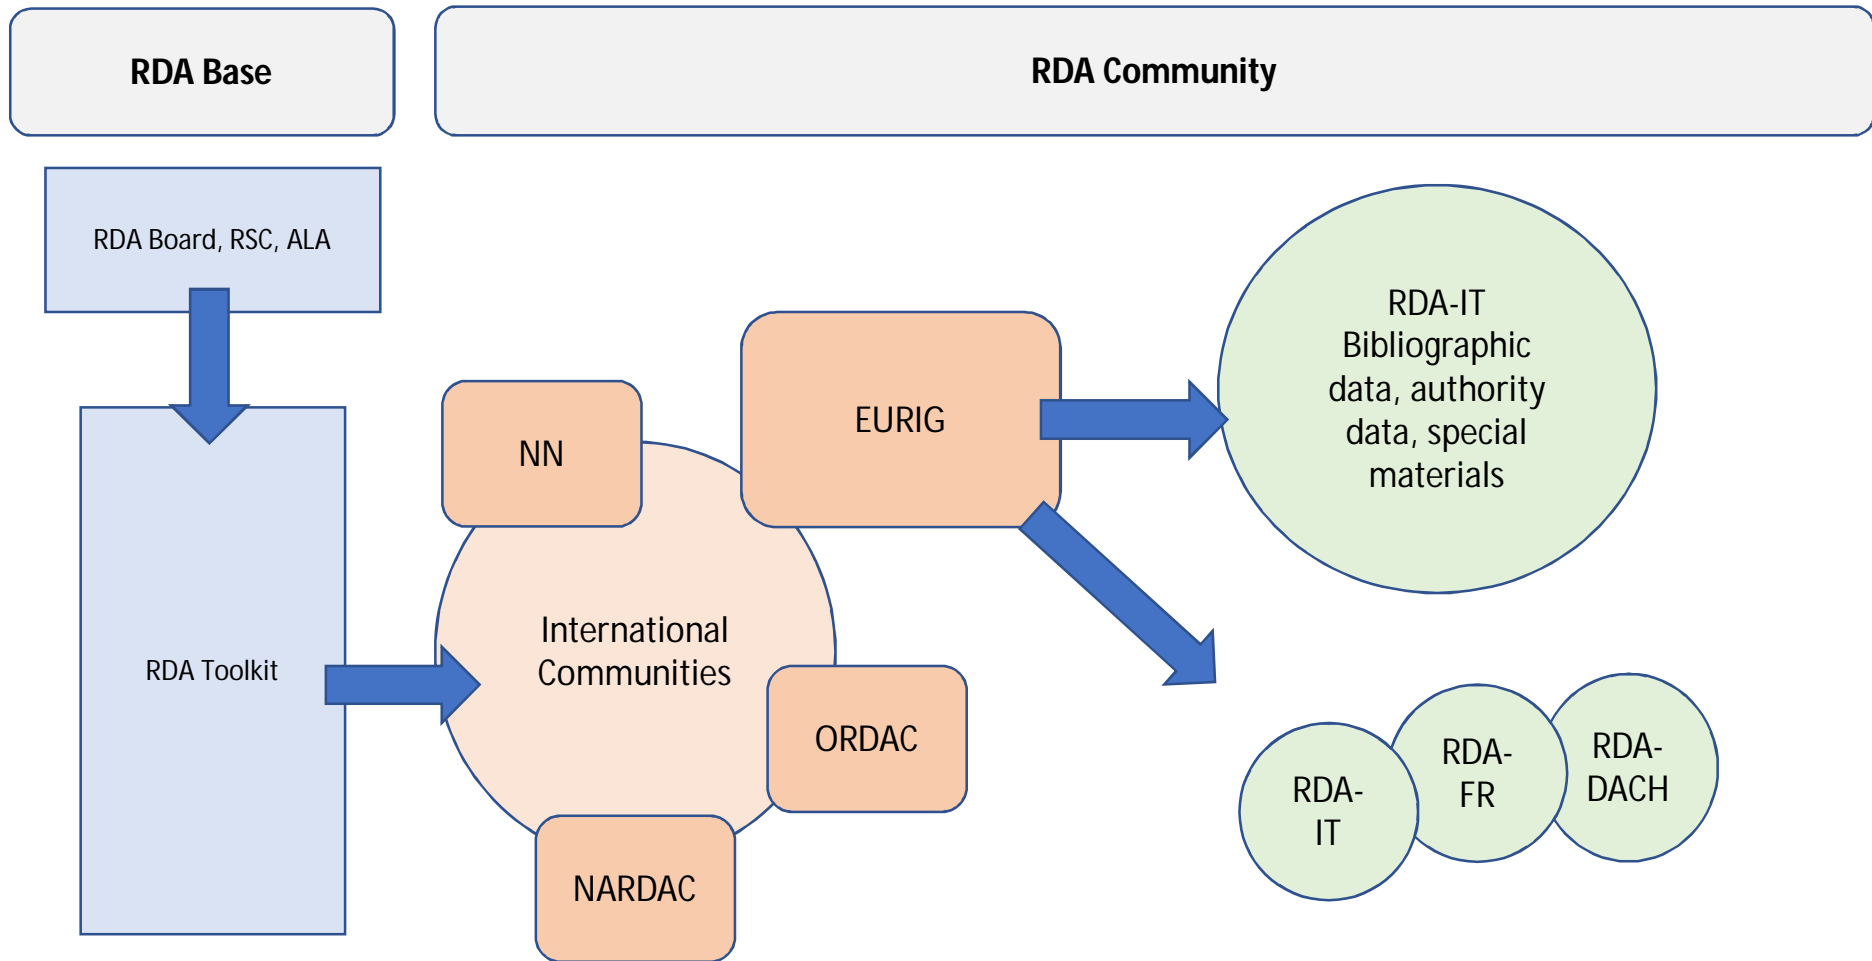 RDA Base
RDA Community
RDA Board, RSC, ALA
RDA Toolkit
NN
EURIG
International
Communities
ORDAC
NARDAC
RDA-IT
Bibliographic
data, authority
data, special
materials
RDA-
IT
RDA-
FR
RDA-
DACH